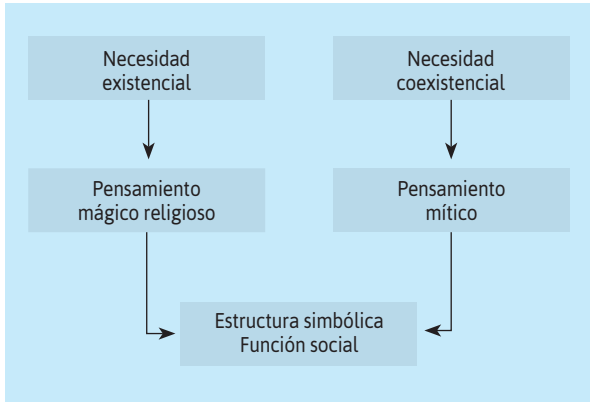 Necesidad
existencial
Necesidad
coexistencial
Pensamiento
mágico religioso
Pensamiento
mítico
Estructura simbólica
Función social